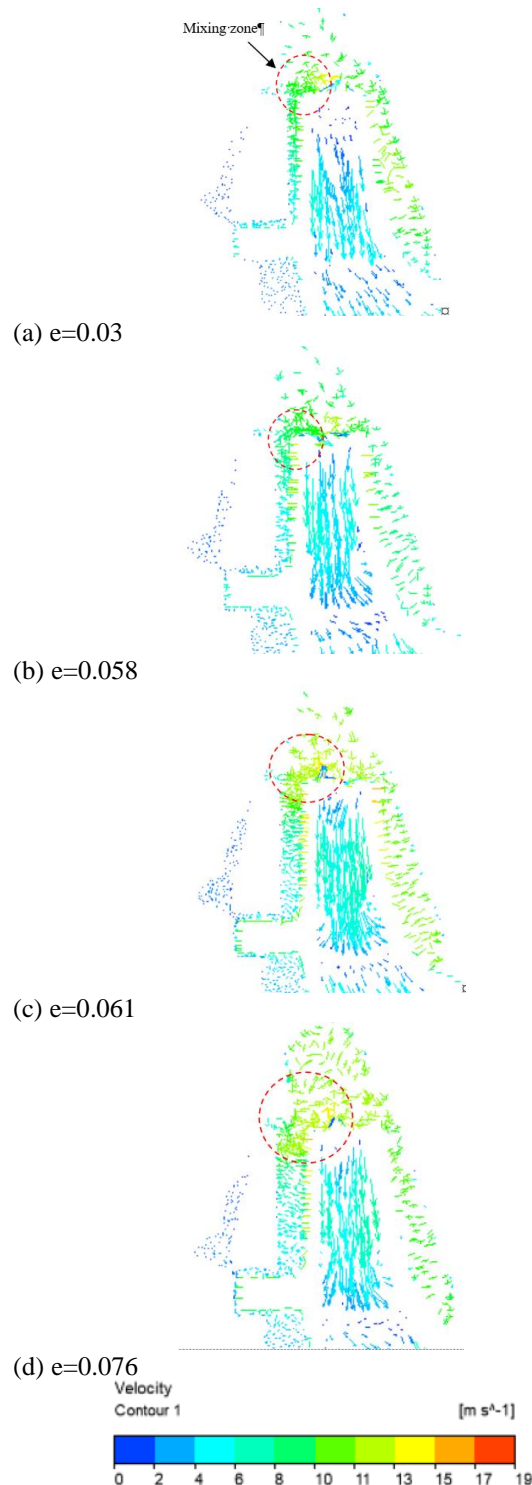 Mixing·zone¶
(a) e=0.03
(b) e=0.058
(c) e=0.061
(d) e=0.076
Velocity
Contour 1 [m s^-1]
0 2 4 6 8 10 11 13 15 17 19